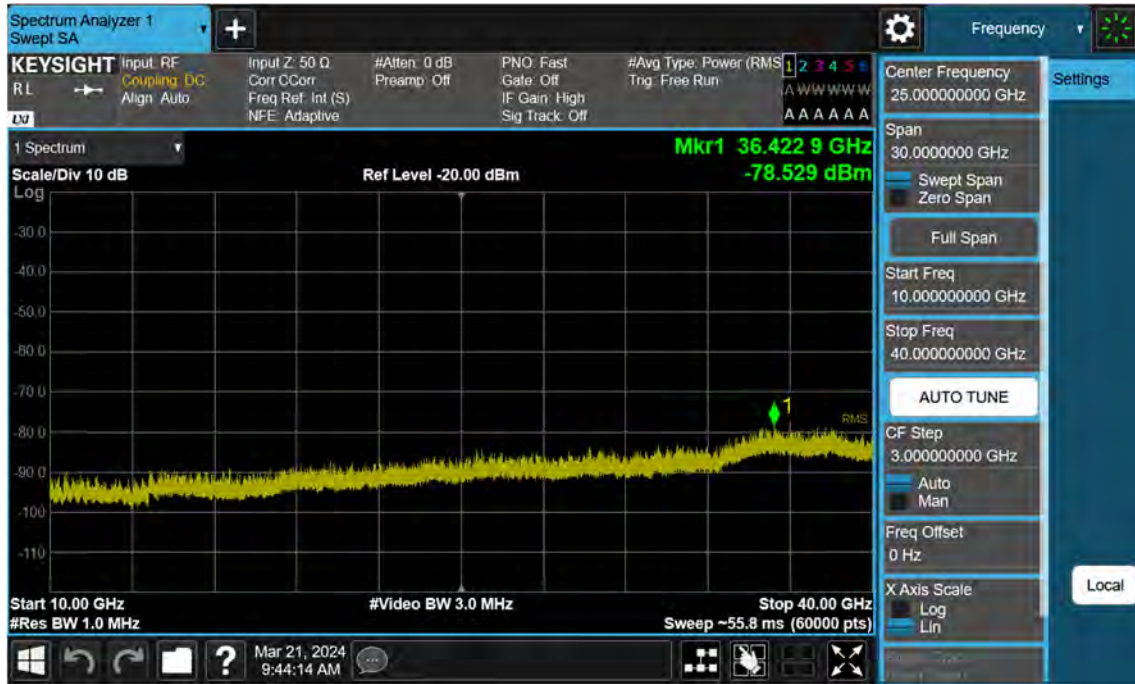 Spectrum Analyzer 1
Swept SA
+
Frequency
KEYSIGHT
RL
LXI
Input: RF
Coupling: DC
Align: Auto
Input Z: 50 Ω
Corr CCorr
Freq Ref: Int (S)
NFE: Adaptive
#Atten: 0 dB
Preamp: Off
PNO: Fast
Gate: Off
IF Gain: High
Sig Track: Off
#Avg Type: Power (RMS
Trig: Free Run
1 2 3 4 5 6
A W W W W W
A A A A A A
1 Spectrum
Scale/Div 10 dB
Ref Level -20.00 dBm
Mkr1 36.422 9 GHz
-78.529 dBm
Log
-30.0
-40.0
-50.0
-60.0
-70.0
-80.0
-90.0
-100
-110
1
RMS
Start 10.00 GHz
#Res BW 1.0 MHz
#Video BW 3.0 MHz
Stop 40.00 GHz
Sweep ~55.8 ms (60000 pts)
Center Frequency
25.000000000 GHz
Span
30.0000000 GHz
Swept Span
Zero Span
Full Span
Start Freq
10.000000000 GHz
Stop Freq
40.000000000 GHz
AUTO TUNE
CF Step
3.000000000 GHz
Auto
Man
Freq Offset
0 Hz
X Axis Scale
Log
Lin
Settings
Local
?
Mar 21, 2024
9:44:14 AM